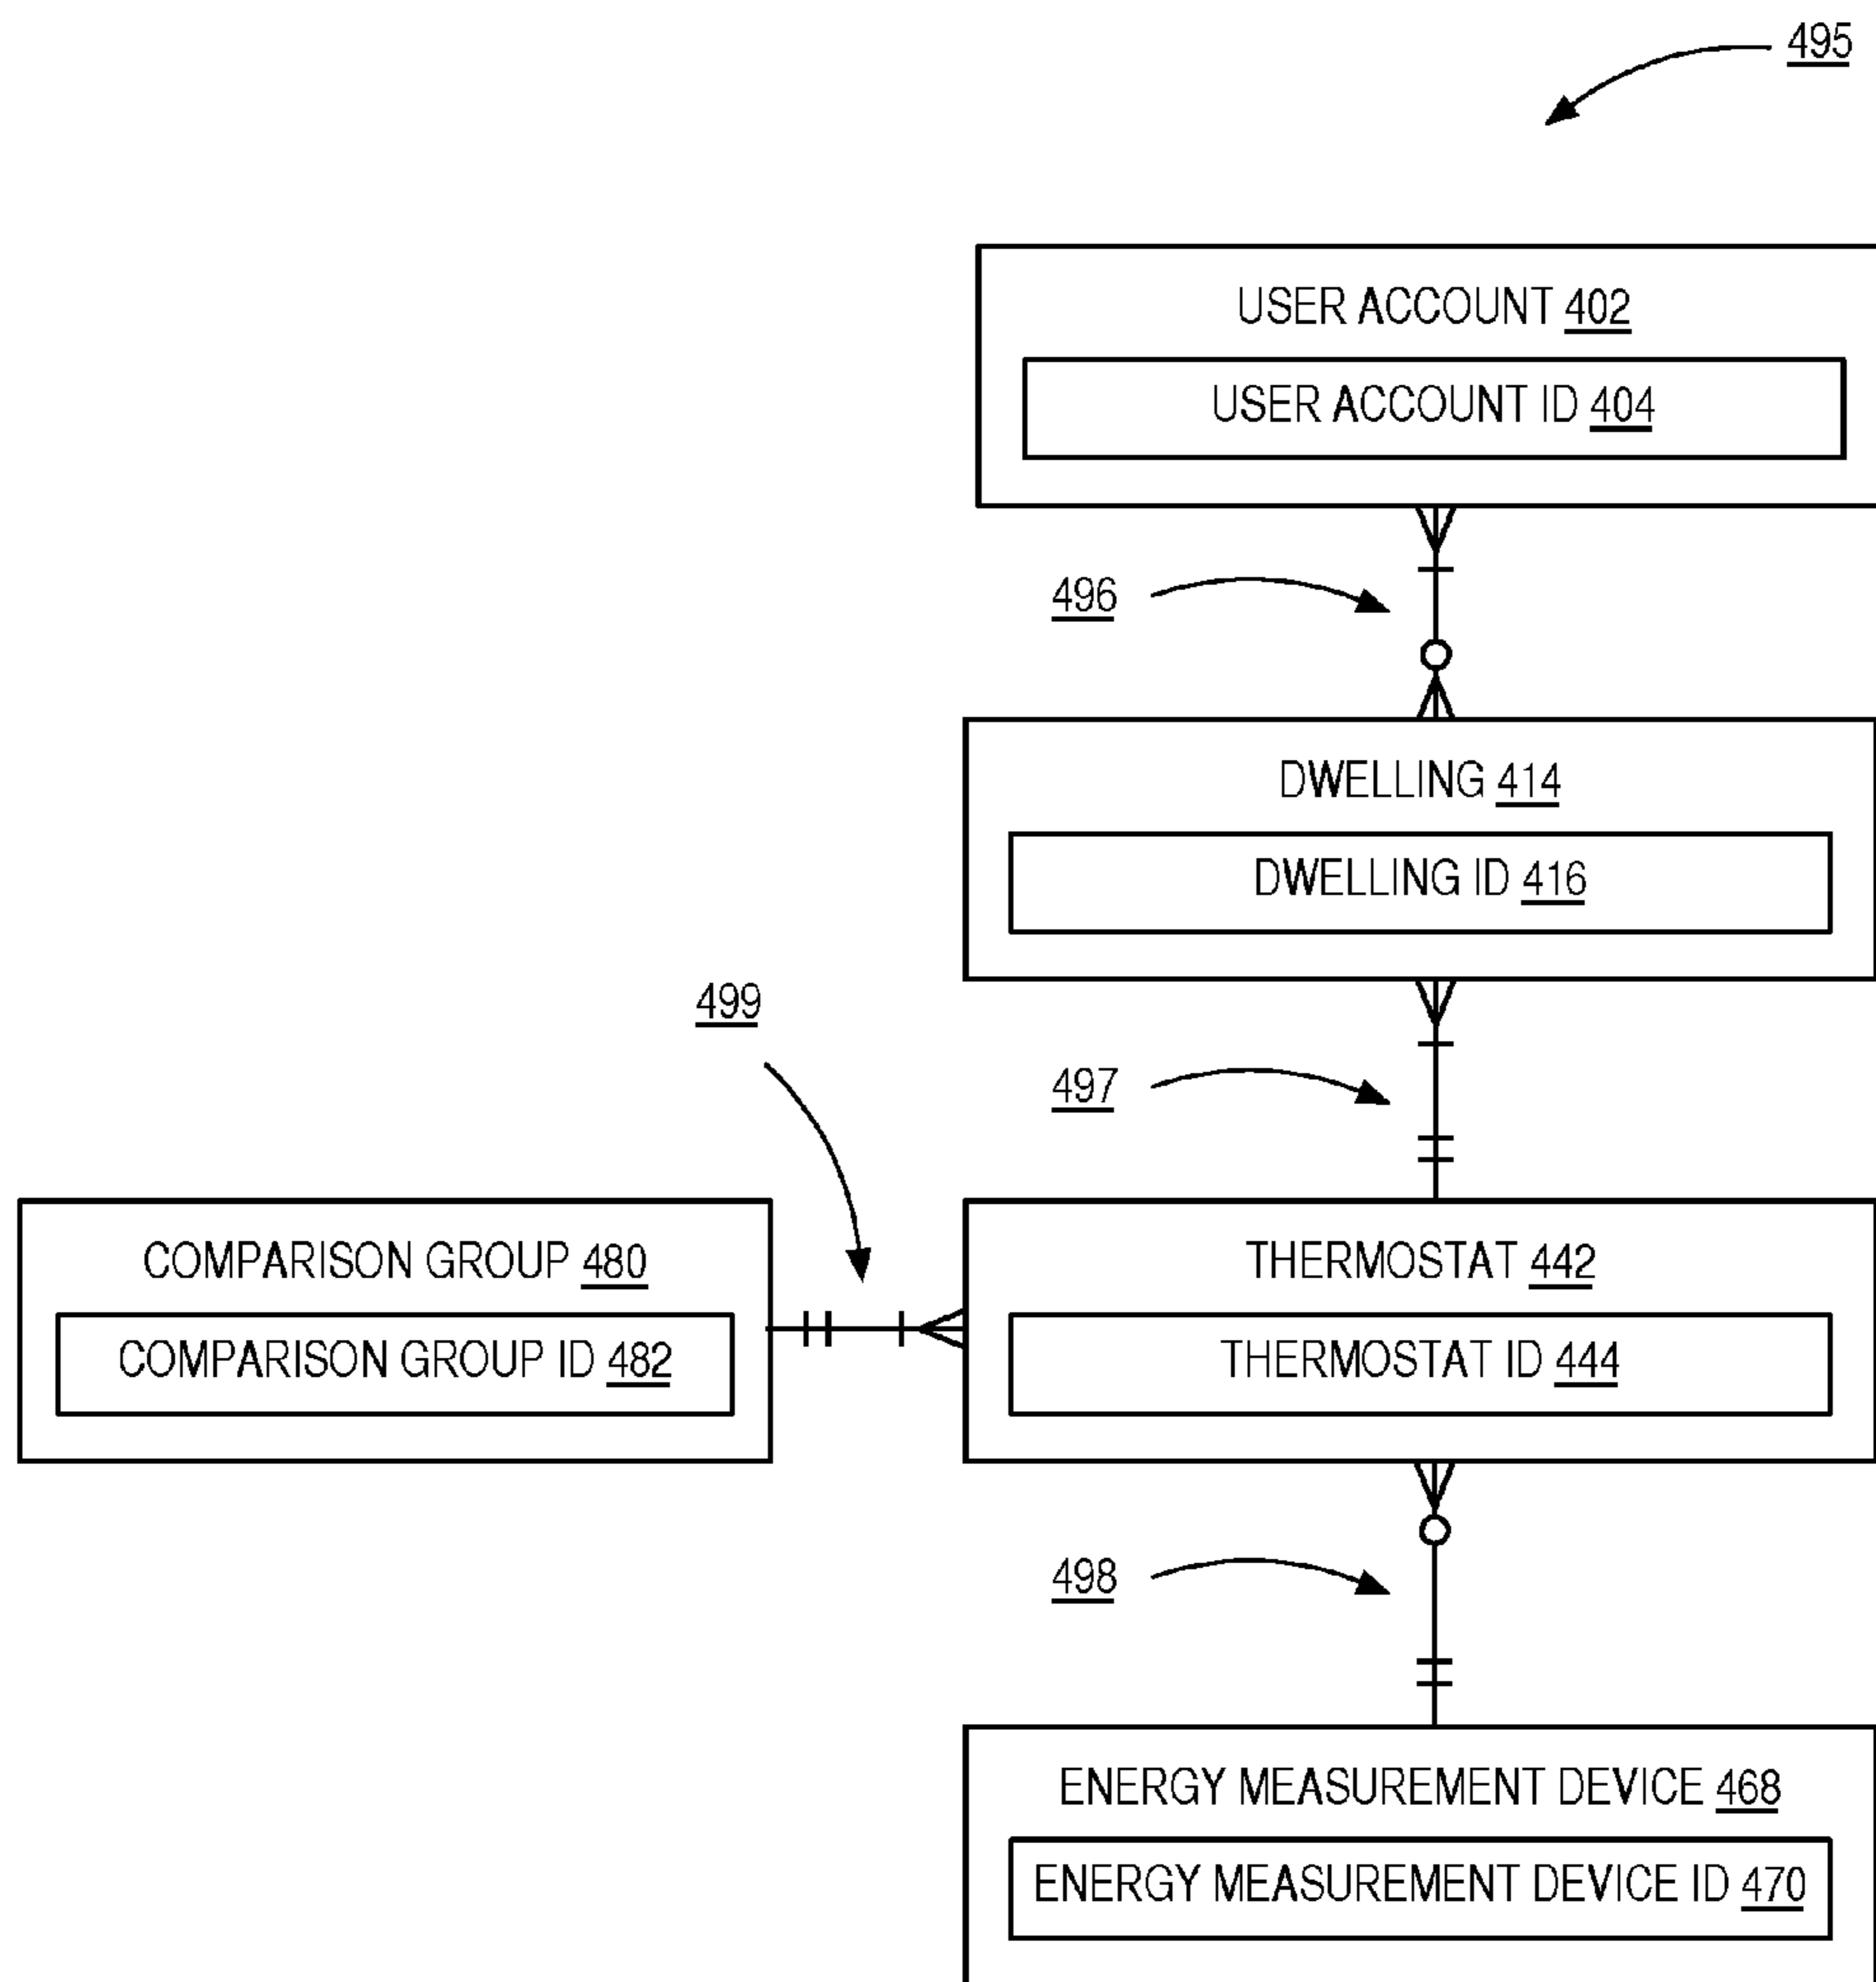 495
USER ACCOUNT 402
USER ACCOUNT ID 404
496
DWELLING 414
DWELLING ID 416
499
497
COMPARISON GROUP 480
COMPARISON GROUP ID 482
THERMOSTAT 442
THERMOSTAT ID 444
498
ENERGY MEASUREMENT DEVICE 468
ENERGY MEASUREMENT DEVICE ID 470